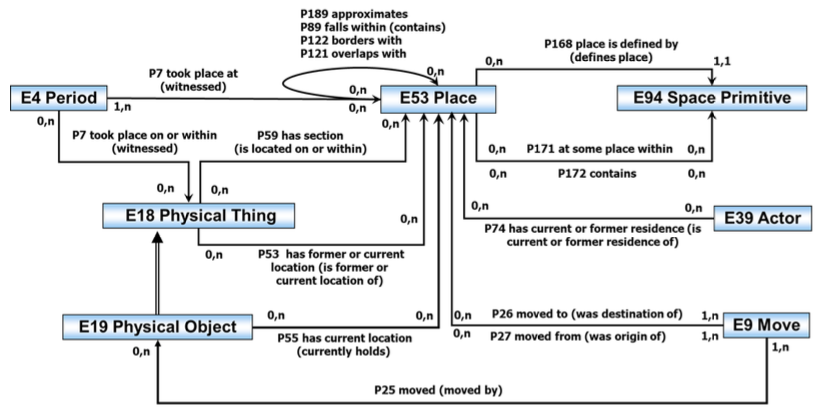 P189 approximates
P89 falls within (contains)
P122 borders with
P121 overlaps with
P168 place is defined by
(defines place)
0,n
1,1
P7 took place at
(witnessed)
0,n
0,n
E4 Period
E53 Place
E94 Space Primitive
1,n
0,n
0,n
0,n
P7 took place on or within
(witnessed)
P59 has section
(is located on or within)
0,n
P171 at some place within
0,n
0,n
P172 contains
0,n
0,n
0,n
E18 Physical Thing
0,n
0,n
0,n
E39 Actor
P74 has current or former residence (is
current or former residence of)
0,n
P53 has former or current
location (is former or
current location of)
E19 Physical Object
0,n
0,n
0,n
P26 moved to (was destination of)
1,n
E9 Move
P55 has current location
(currently holds)
0,n
P27 moved from (was origin of)
1,n
0,n
1,n
P25 moved (moved by)